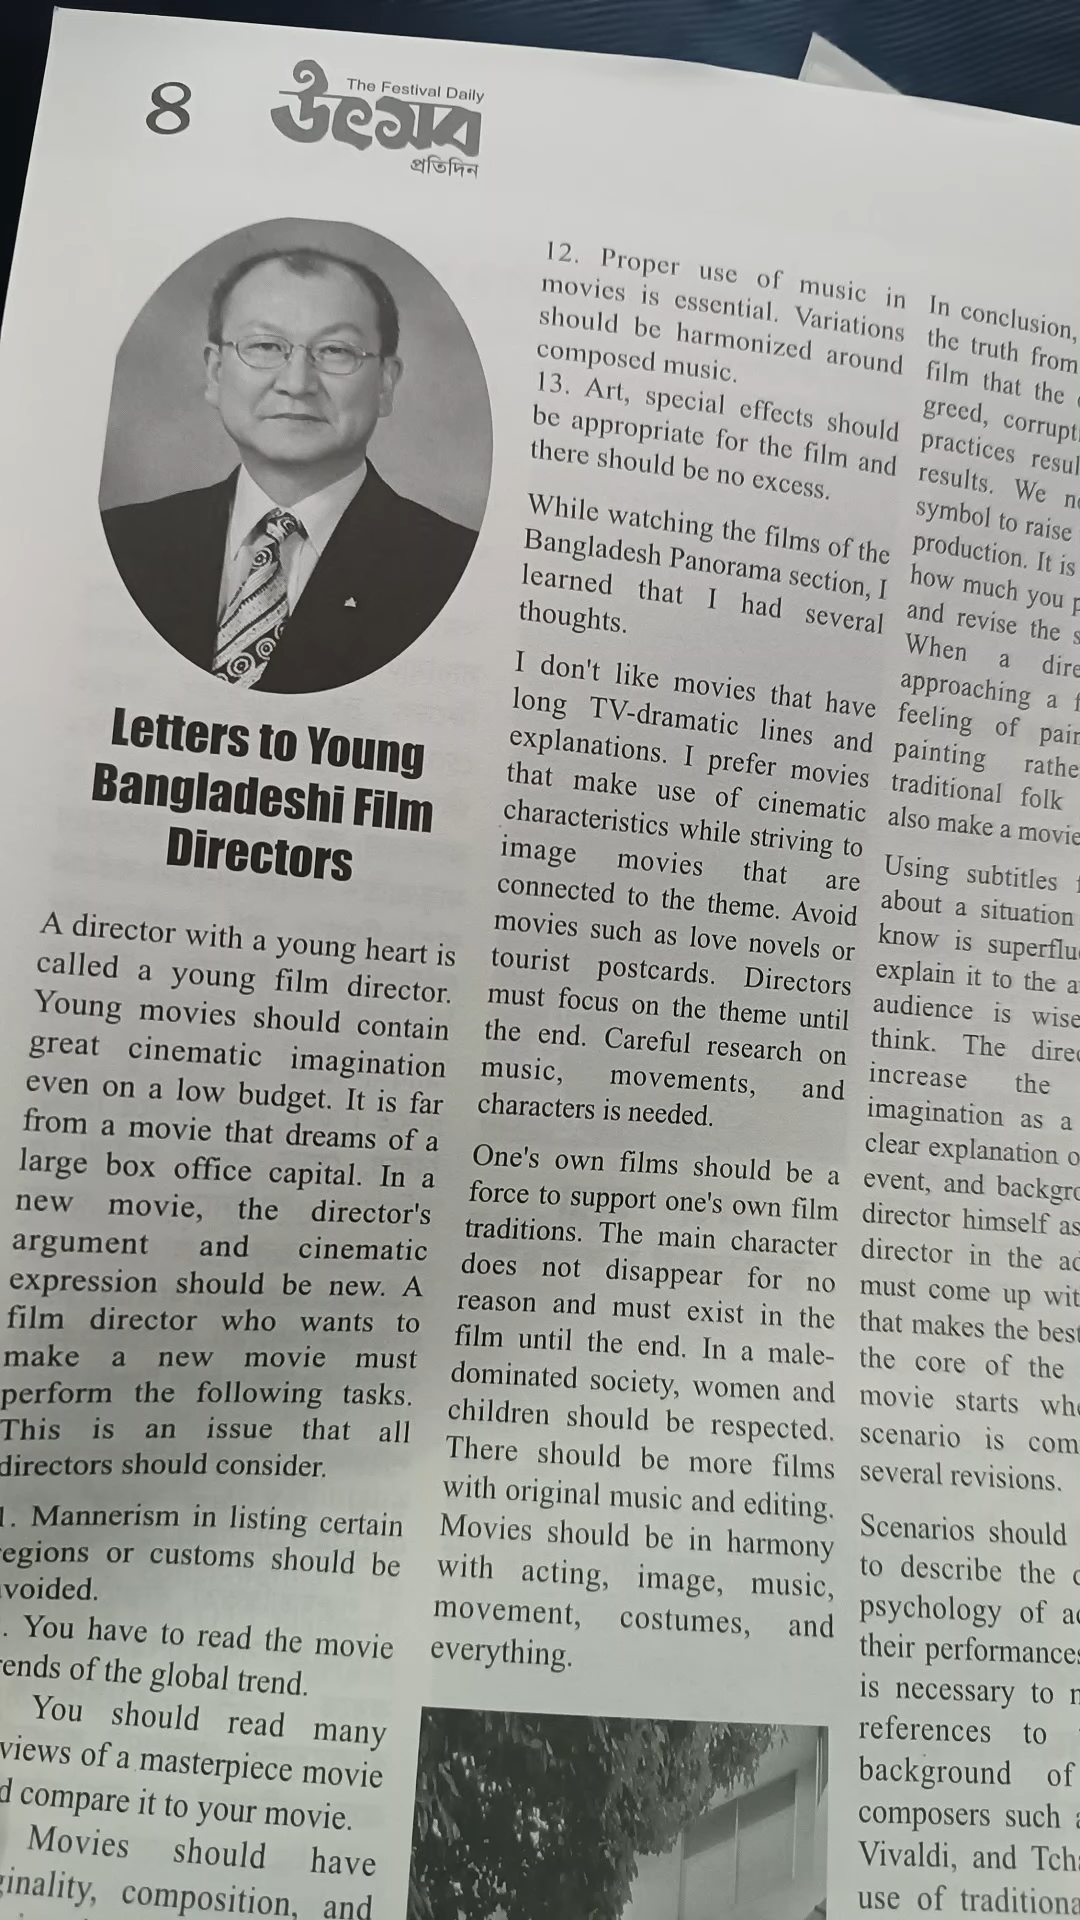 ৪
The Festival Daily
উৎসব
প্রতিদিন
Letters to Young
Bangladeshi Film
Directors
A director with a young heart is
called a young film director.
Young movies should contain
great cinematic imagination
even on a low budget. It is far
from a movie that dreams of a
large box office capital. In a
new movie, the director's
argument and cinematic
expression should be new. A
film director who wants to
make a new movie must
perform the following tasks.
This is an issue that all
directors should consider.
1. Mannerism in listing certain
egions or customs should be
voided.
. You have to read the movie
ends of the global trend.
You should read many
views of a masterpiece movie
d compare it to your movie.
Movies should have
ginality, composition, and
12. Proper use of music in
movies is essential. Variations
should be harmonized around
composed music.
13. Art, special effects should
be appropriate for the film and
there should be no excess.
While watching the films of the
Bangladesh Panorama section, I
learned that I had several
thoughts.
I don't like movies that have
long TV-dramatic lines and
explanations. I prefer movies
that make use of cinematic
characteristics while striving to
image movies that are
connected to the theme. Avoid
movies such as love novels or
tourist postcards. Directors
must focus on the theme until
the end. Careful research on
music, movements, and
characters is needed.
One's own films should be a
force to support one's own film
traditions. The main character
does not disappear for no
reason and must exist in the
film until the end. In a male-
dominated society, women and
children should be respected.
There should be more films
with original music and editing.
Movies should be in harmony
with acting, image, music,
movement, costumes, and
everything.
In conclusion,
the truth from
film that the
greed, corrupt
practices resul
results. We
symbol to raise
production. It is
how much you
and revise the
When a dire
approaching a
feeling of pain
painting rathe
traditional folk
also make a movie
Using subtitles
about a situation
know is superflu
explain it to the a
audience is wise
think. The direc
increase the
imagination as a
clear explanation o
event, and backgro
director himself as
director in the ac
must come up wit
that makes the best
the core of the
movie starts whe
scenario is com
several revisions.
Scenarios should
to describe the
psychology of ac
their performances
is necessary to
references to
background of
composers such
Vivaldi, and Tch
use of traditiona